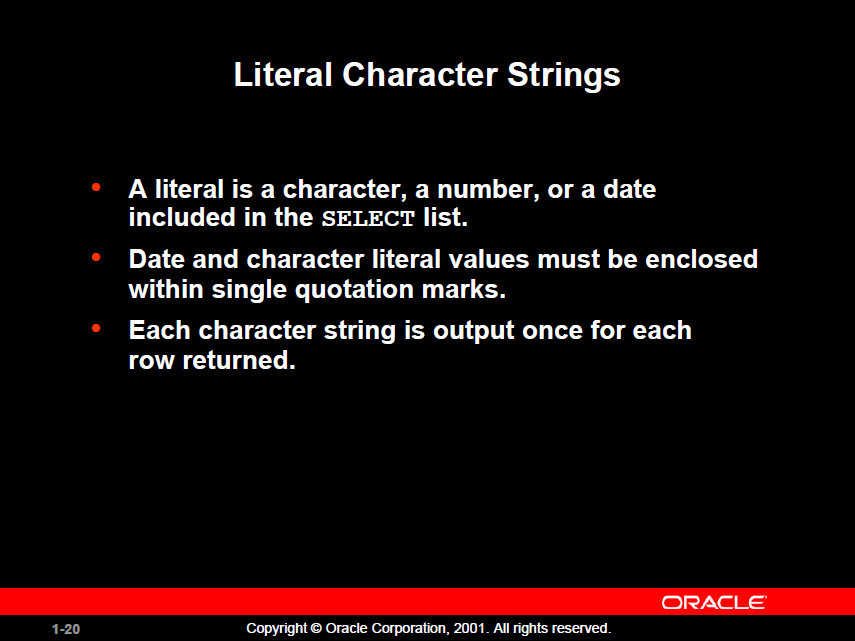 Literal Character Strings
• A literal is a character, a number, or a date
included in the SELECT list.
• Date and character literal values must be enclosed
within single quotation marks.
• Each character string is output once for each
row returned.
ORACLE
1-20
Copyright © Oracle Corporation, 2001. All rights reserved.